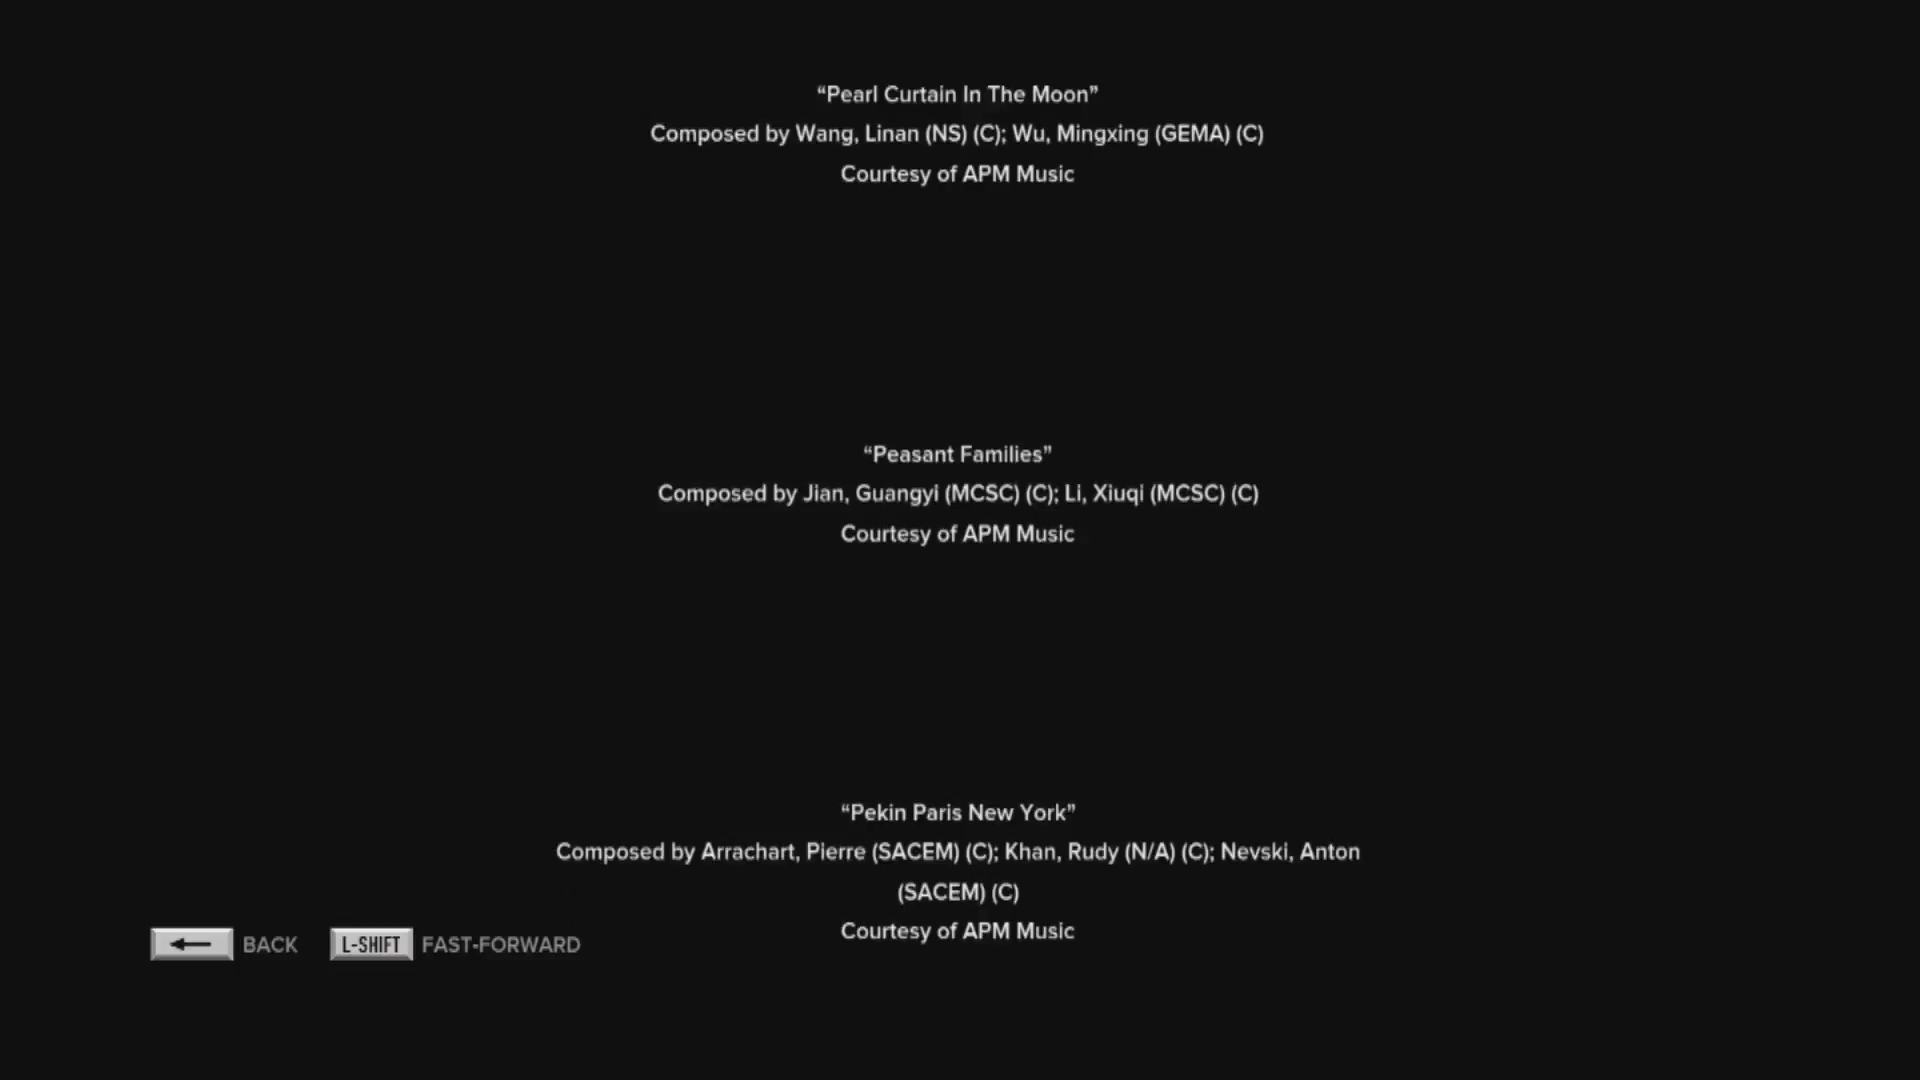 “Pearl Curtain In The Moon”
Composed by Wang, Linan (NS) (C); Wu, Mingxing (GEMA) (C)
Courtesy of APM Music
“Peasant Families”
Composed by Jian, Guangyi (MCSC) (C); Li, Xiuqi (MCSC) (C)
Courtesy of APM Music
“Pekin Paris New York”
Composed by Arrachart, Pierre (SACEM) (C); Khan, Rudy (N/A) (C); Nevski, Anton
(SACEM) (C)
Courtesy of APM Music
BACK L-SHIFT FAST-FORWARD